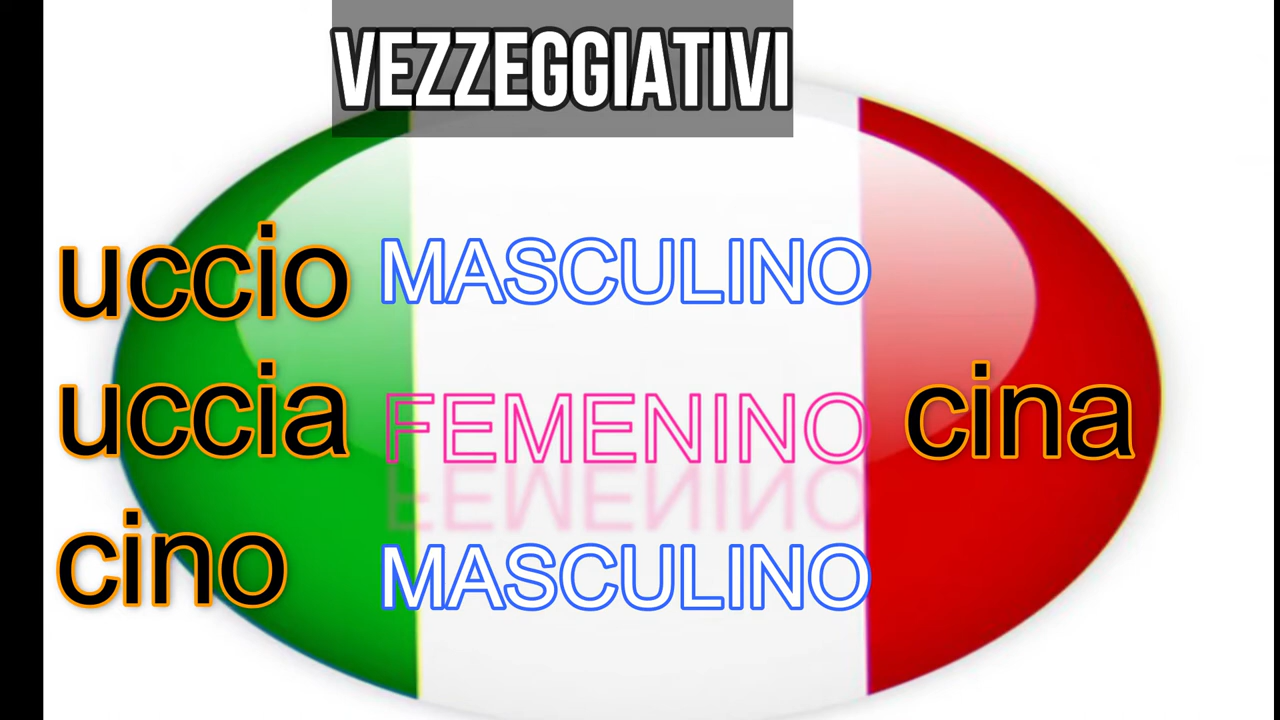 VEZZEGGIATIVI
uccio MASCULINO
uccia FEMENINO cina
cino MASCULINO